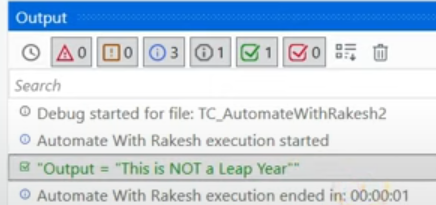 Output
0 0 3 1 1 0
Search
Debug started for file: TC_AutomateWithRakesh2
Automate With Rakesh execution started
"Output = "This is NOT a Leap Year""
Automate With Rakesh execution ended in: 00:00:01